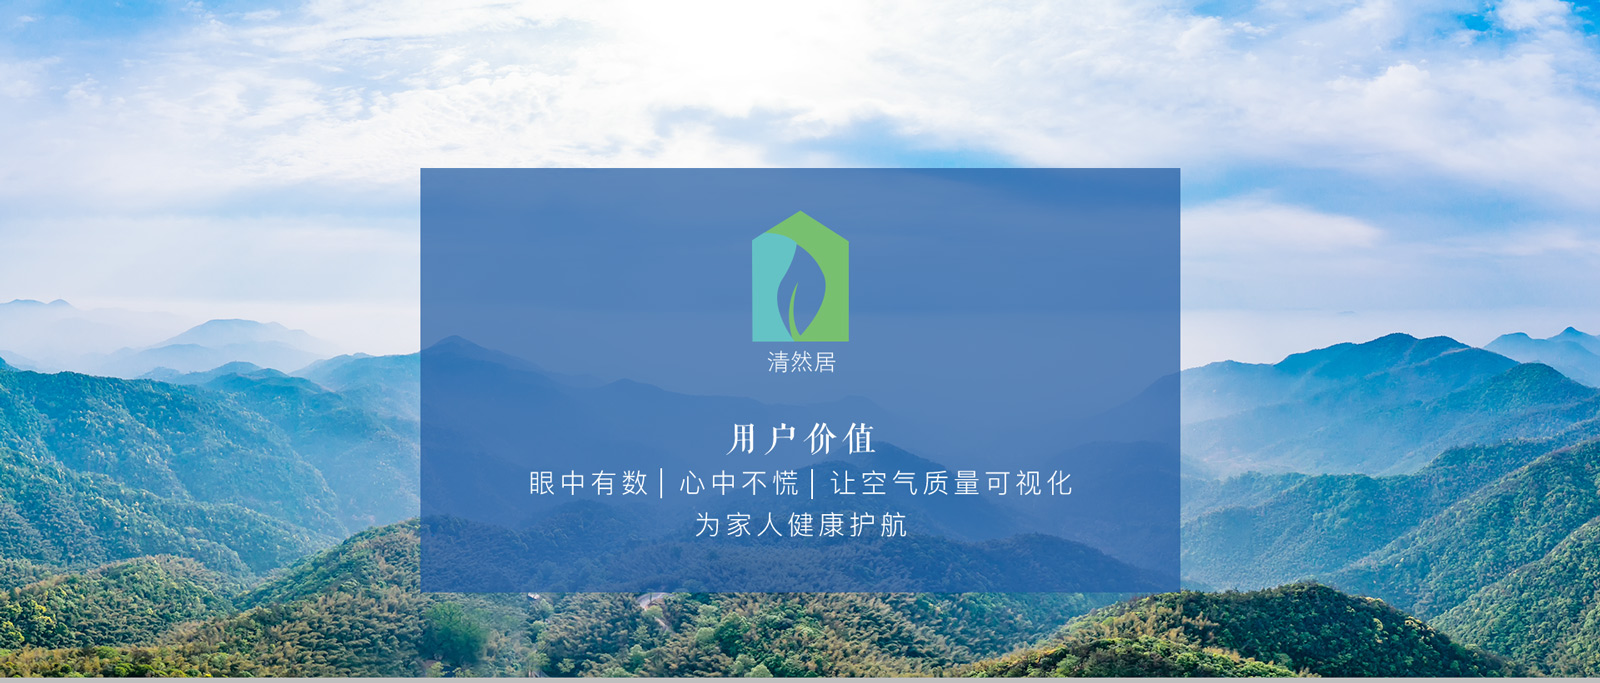 清然居
用户价值
眼中有数 | 心中不慌 | 让空气质量可视化
为家人健康护航